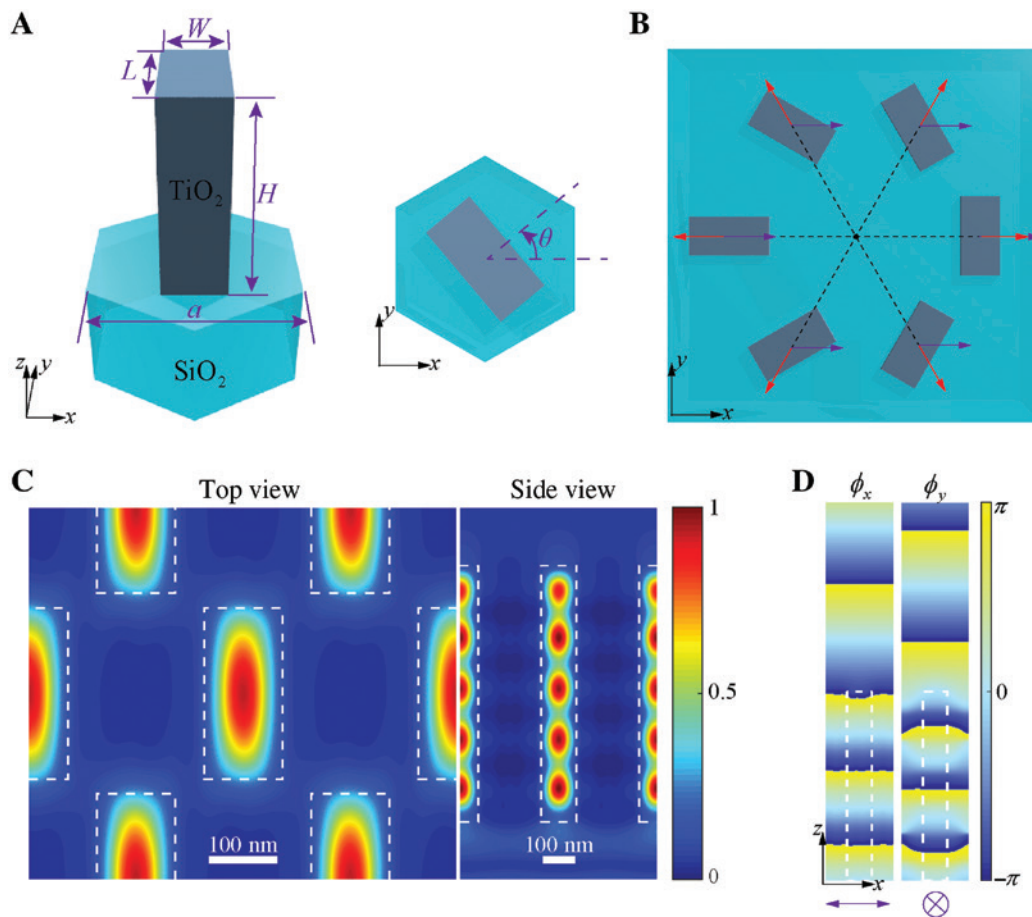 A
W
L
TiO2
H
a
SiO2
z
y
x
θ
y
x
B
y
x
C
Top view
Side view
100 nm
100 nm
1
0.5
0
D
ϕx
ϕy
π
0
−π
z
x